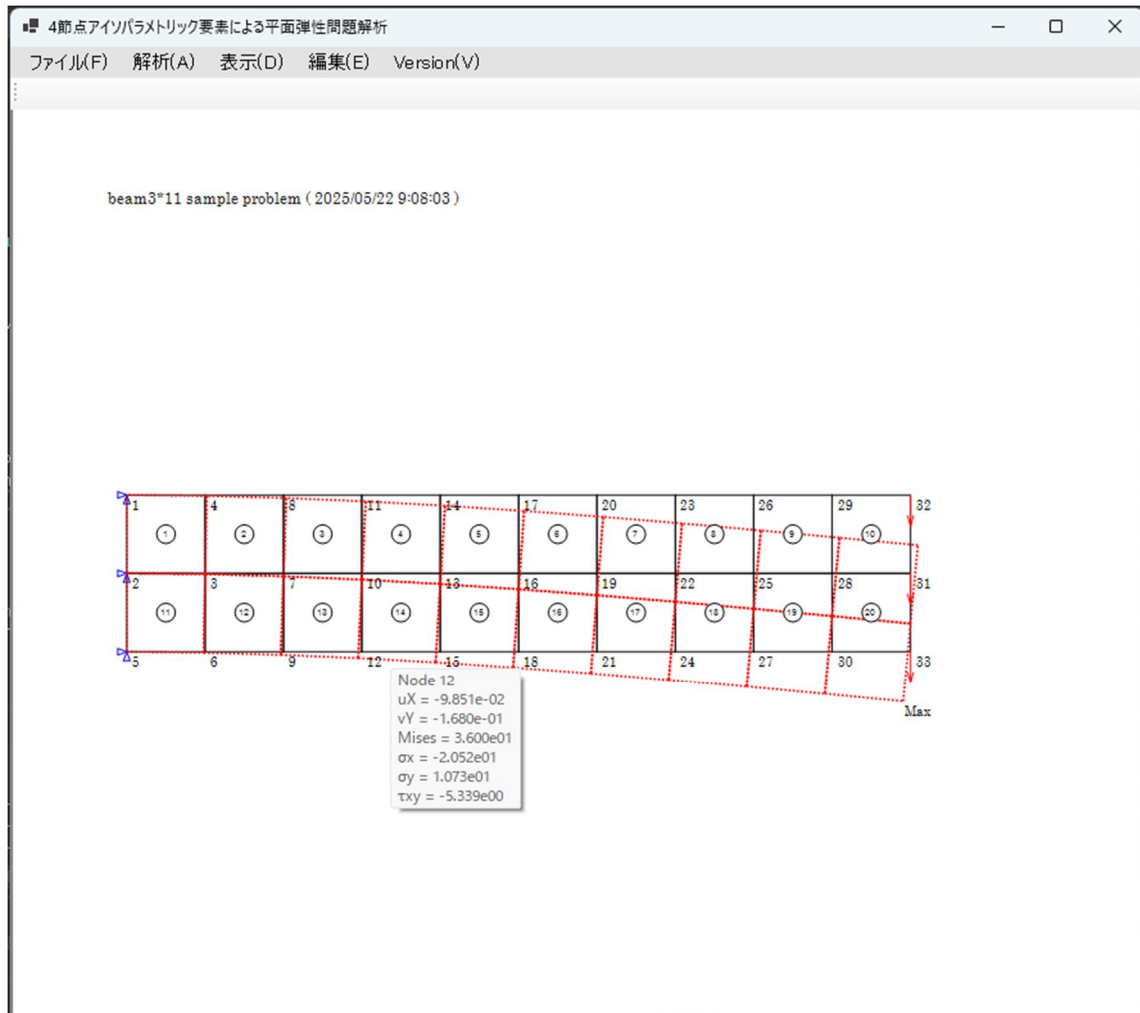 4節点アイソパラメトリック要素による平面弾性問題解析
ファイル(F) 解析(A) 表示(D) 編集(E) Version(V)
beam3*11 sample problem ( 2025/05/22 9:08:03 )
1 4 8 11 14 17 20 23 26 29 32
1 2 3 4 5 6 7 8 9 10
2 3 7 10 13 16 19 22 25 28 31
11 12 13 14 15 16 17 18 19 20
5 6 9 12 15 18 21 24 27 30 33
Max
Node 12
uX = -9.851e-02
vY = -1.680e-01
Mises = 3.600e01
σx = -2.052e01
σy = 1.073e01
τxy = -5.339e00